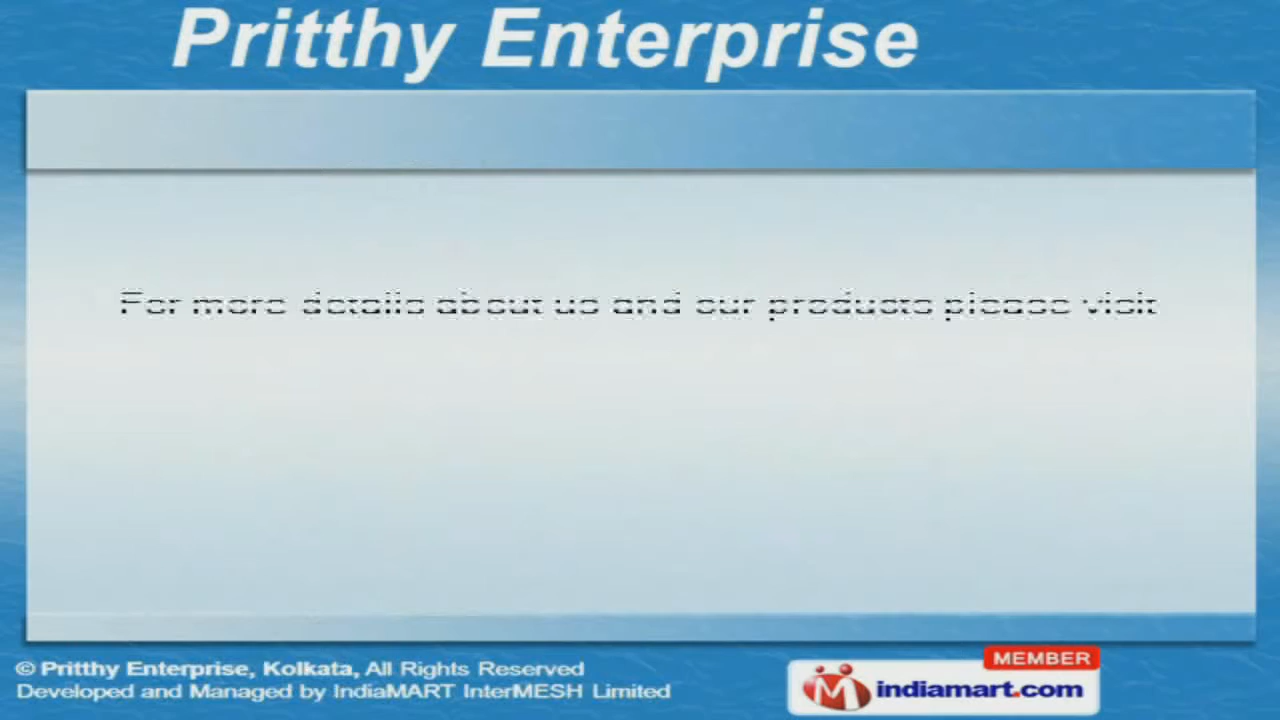 Pritthy Enterprise
For more details about us and our products please visit
© Pritthy Enterprise, Kolkata, All Rights Reserved
Developed and Managed by IndiaMART InterMESH Limited
MEMBER
indiamart.com